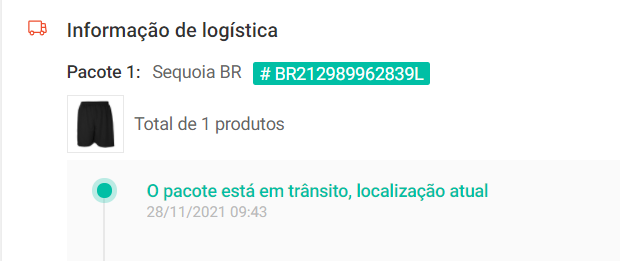 Informação de logística
Pacote 1: Sequoia BR # BR212989962839L
Total de 1 produtos
O pacote está em trânsito, localização atual
28/11/2021 09:43